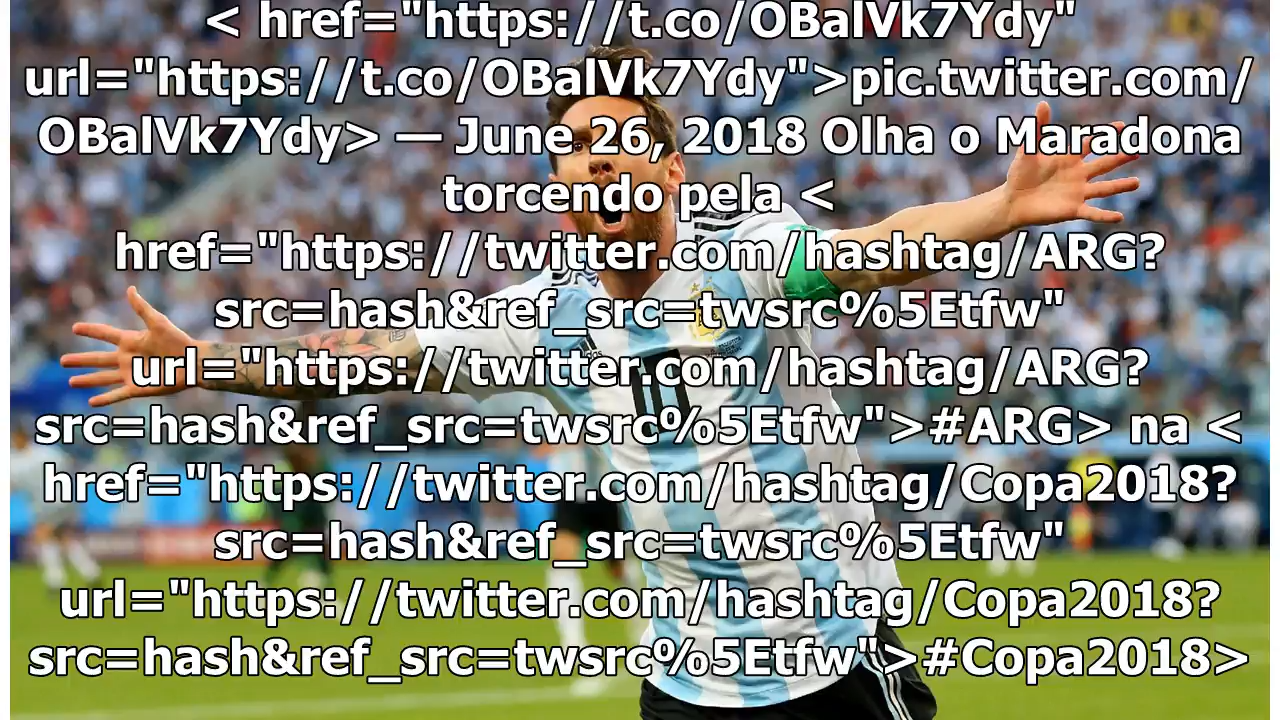 < href="https://t.co/OBalVk7Ydy"
url="https://t.co/OBalVk7Ydy">pic.twitter.com/
OBalVk7Ydy> — June 26, 2018 Olha o Maradona
torcendo pela <
href="https://twitter.com/hashtag/ARG?
src=hash&ref_src=twsrc%5Etfw"
url="https://twitter.com/hashtag/ARG?
src=hash&ref_src=twsrc%5Etfw">#ARG> na <
href="https://twitter.com/hashtag/Copa2018?
src=hash&ref_src=twsrc%5Etfw"
url="https://twitter.com/hashtag/Copa2018?
src=hash&ref_src=twsrc%5Etfw">#Copa2018>
adidas
10